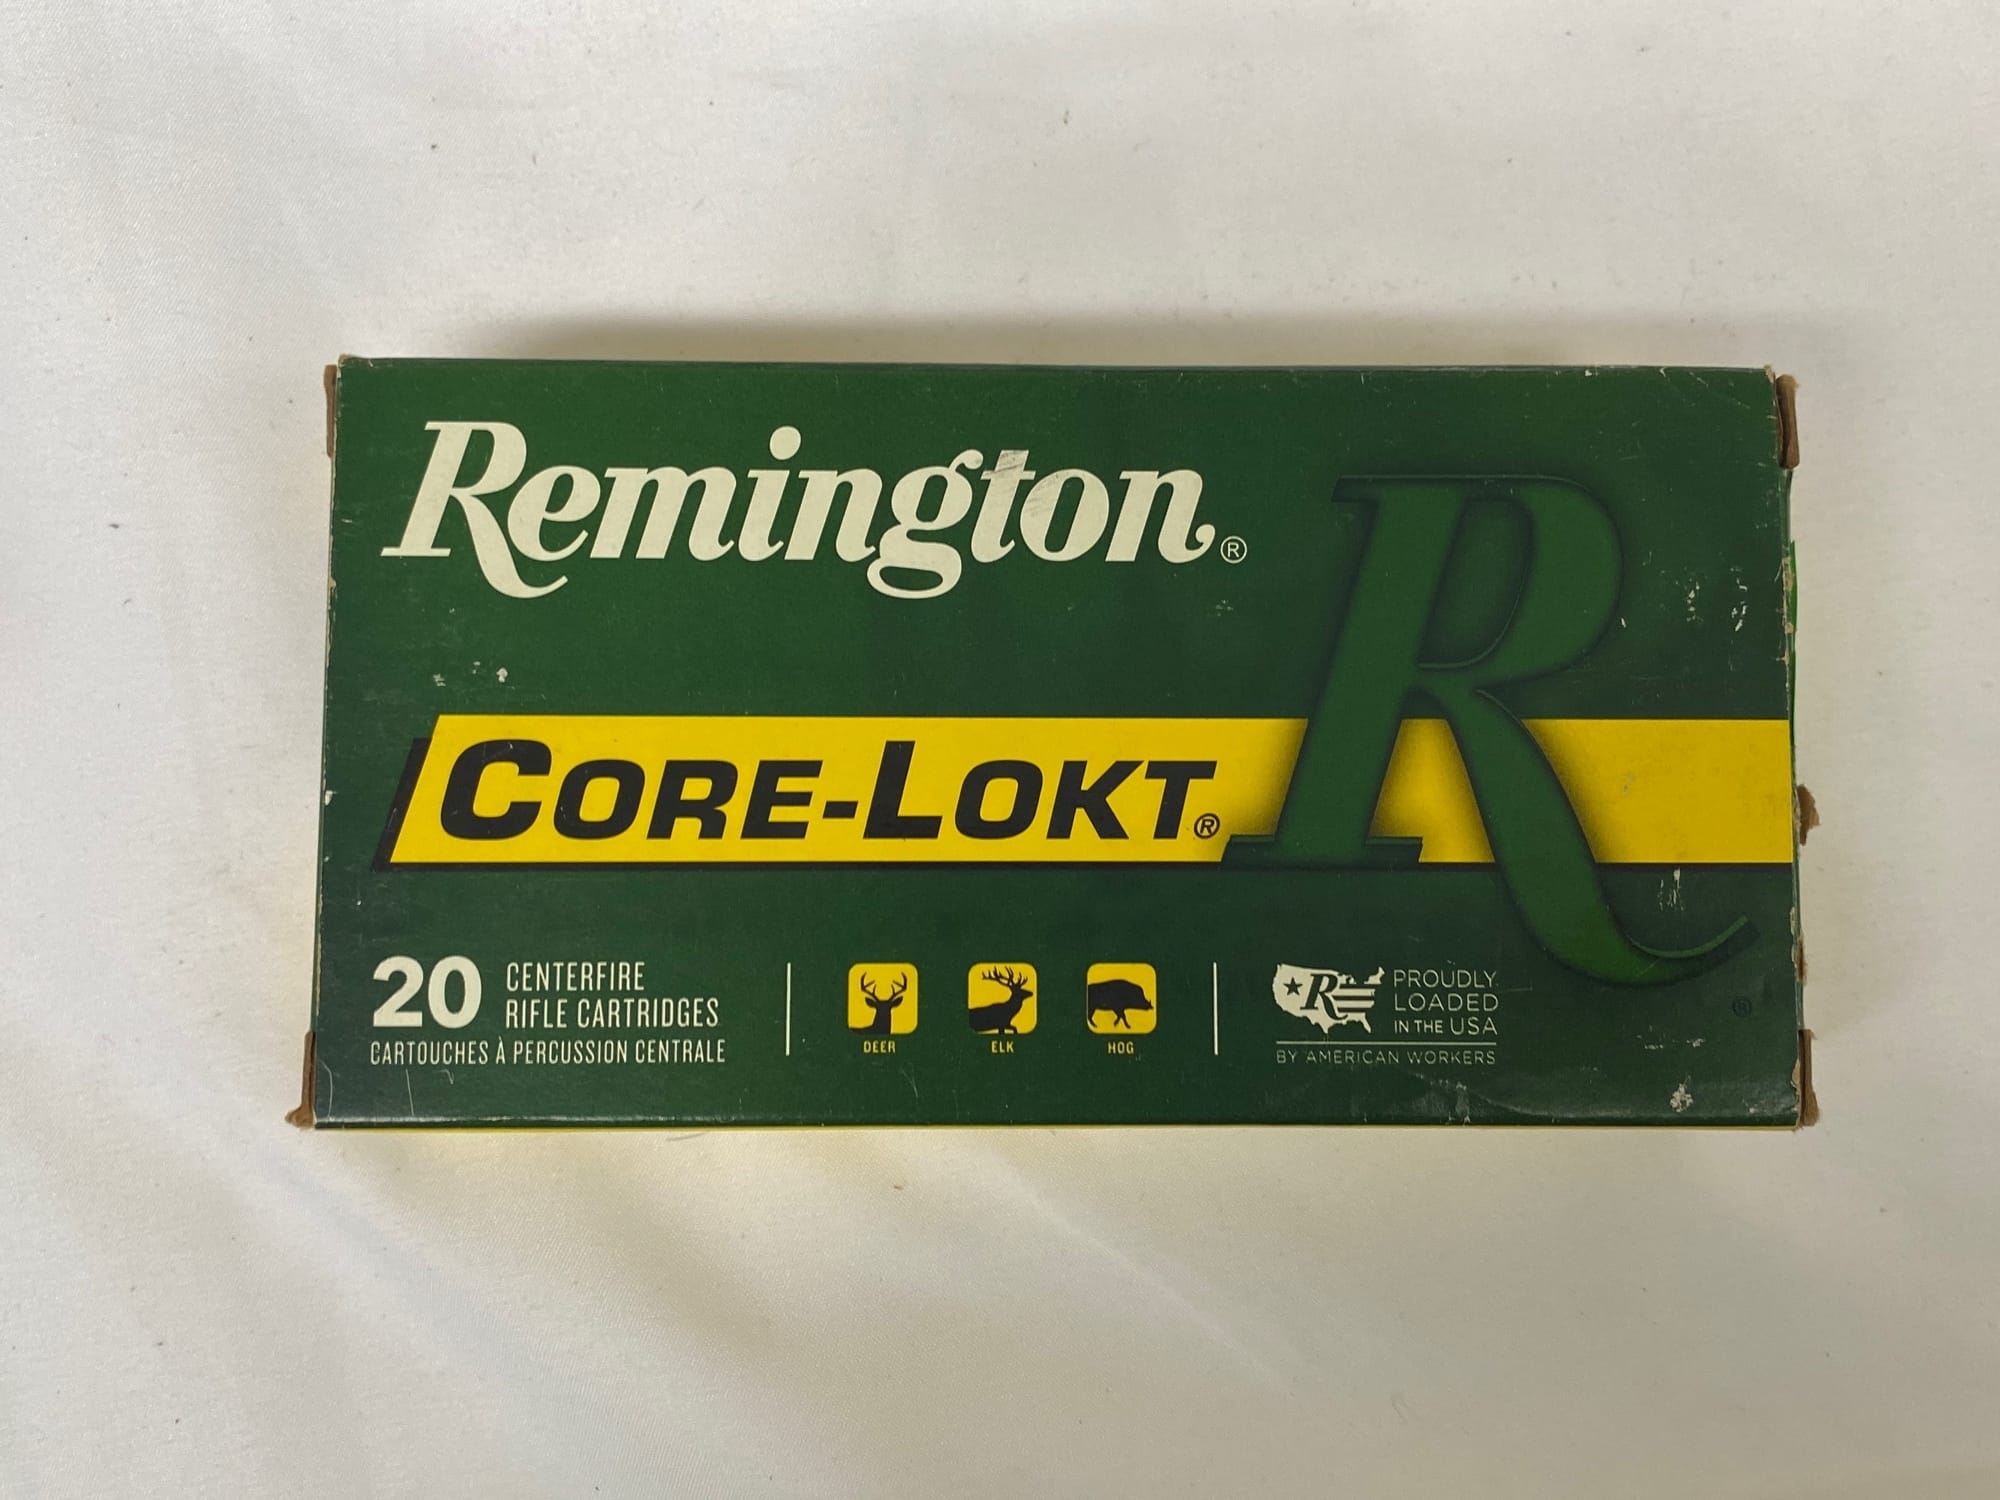 Remington®
R
CORE-LOKT®
20 CENTERFIRE
RIFLE CARTRIDGES
CARTOUCHES À PERCUSSION CENTRALE
DEER
ELK
HOG
R
PROUDLY
LOADED
IN THE USA
BY AMERICAN WORKERS
®